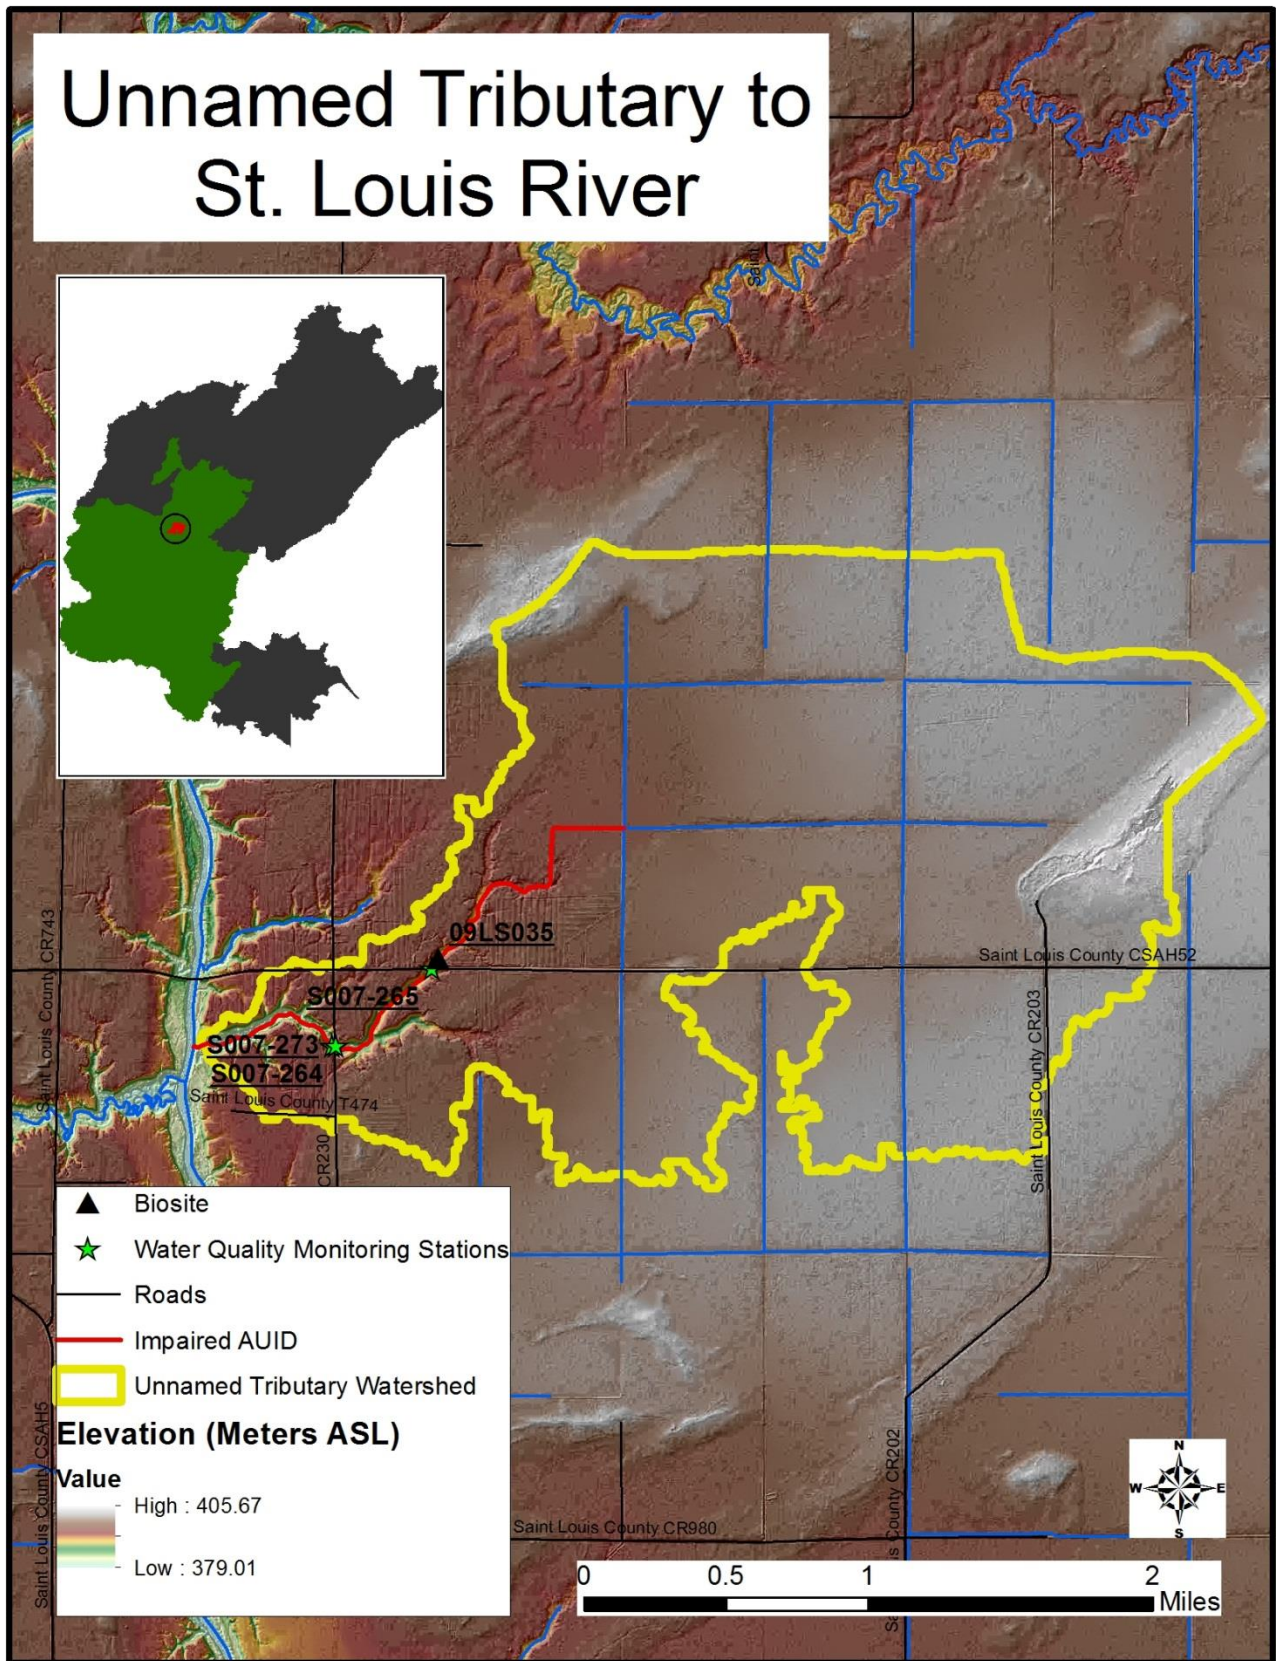 Unnamed Tributary to
St. Louis River
Saint
09LS035
Saint Louis County CSAH52
S007-265
S007-273
S007-264
Saint Louis County T474
Saint Louis County CR743
CR230
Saint Louis County CR203
Biosite
Water Quality Monitoring Stations
Roads
Impaired AUID
Unnamed Tributary Watershed
Elevation (Meters ASL)
Value
High : 405.67
Low : 379.01
Saint Louis County CSAH5
Saint Louis County CR980
County CR202
N
W E
S
0 0.5 1 2
Miles